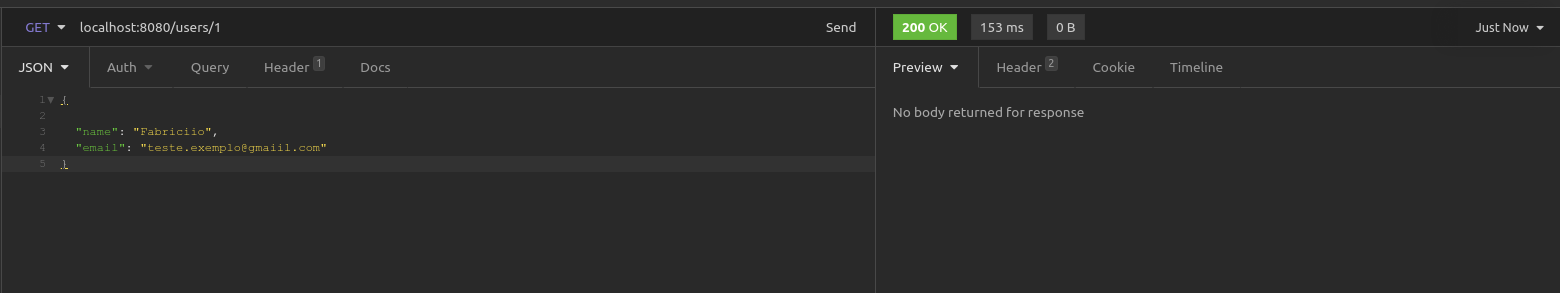 GET localhost:8080/users/1 Send 200 OK 153 ms 0 B Just Now
JSON Auth Query Header 1 Docs Preview Header 2 Cookie Timeline
1 {
2
3 "name": "Fabriciio",
4 "email": "teste.exemplo@gmaiil.com"
5 }
No body returned for response